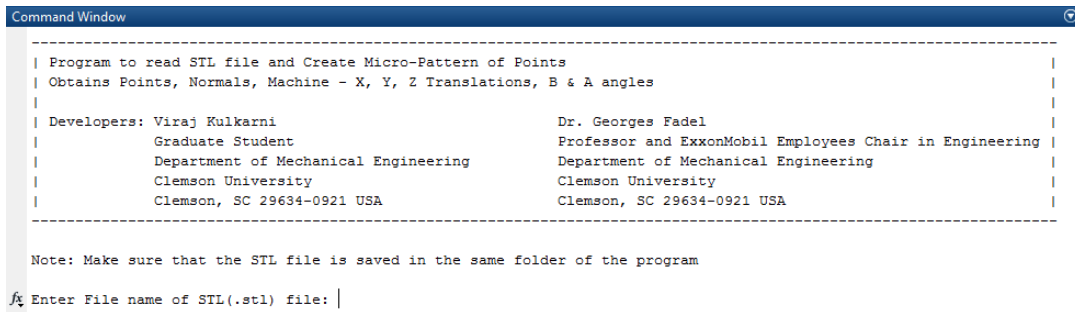 Command Window
-----------------------------------------------------------------------------------------------------------------------
| Program to read STL file and Create Micro-Pattern of Points |
| Obtains Points, Normals, Machine - X, Y, Z Translations, B & A angles |
| |
| Developers: Viraj Kulkarni Dr. Georges Fadel |
| Graduate Student Professor and ExxonMobil Employees Chair in Engineering |
| Department of Mechanical Engineering Department of Mechanical Engineering |
| Clemson University Clemson University |
| Clemson, SC 29634-0921 USA Clemson, SC 29634-0921 USA |
-----------------------------------------------------------------------------------------------------------------------
Note: Make sure that the STL file is saved in the same folder of the program
fx Enter File name of STL(.stl) file: |